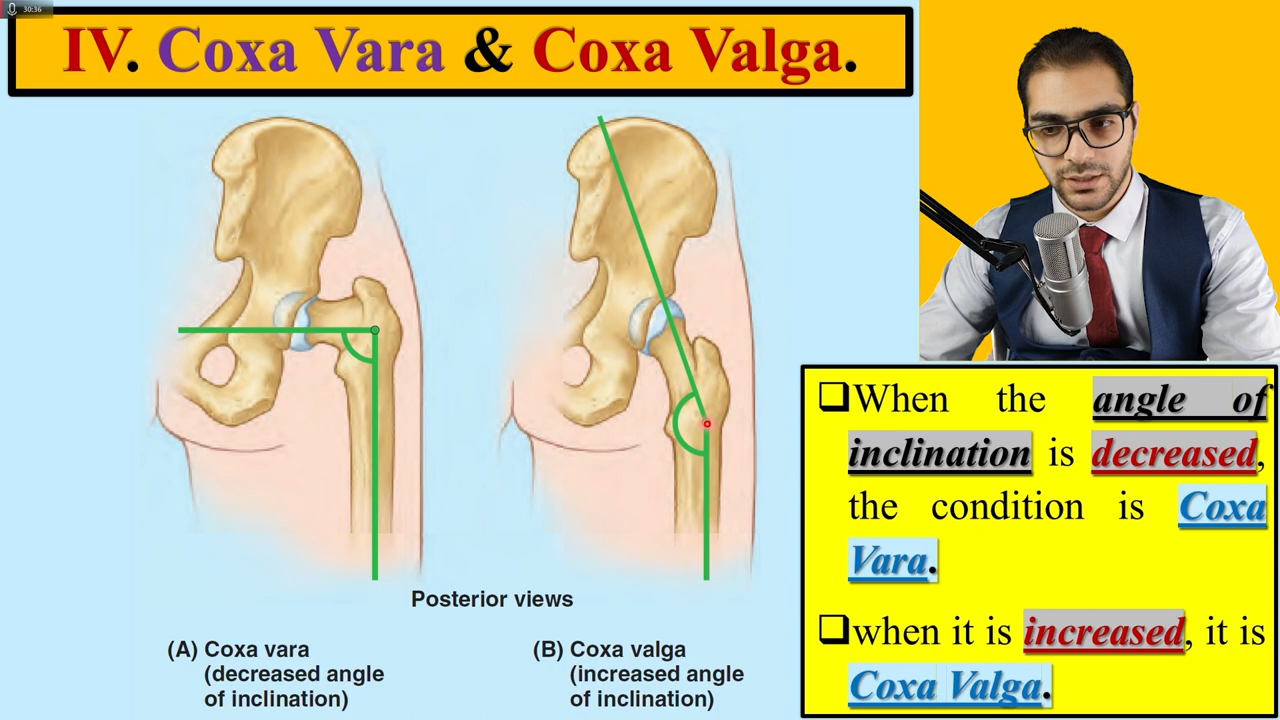 30:36
IV. Coxa Vara & Coxa Valga.
Posterior views
(A) Coxa vara
(decreased angle
of inclination)
(B) Coxa valga
(increased angle
of inclination)
❑When the angle of
inclination is decreased,
the condition is Coxa
Vara.
❑when it is increased, it is
Coxa Valga.